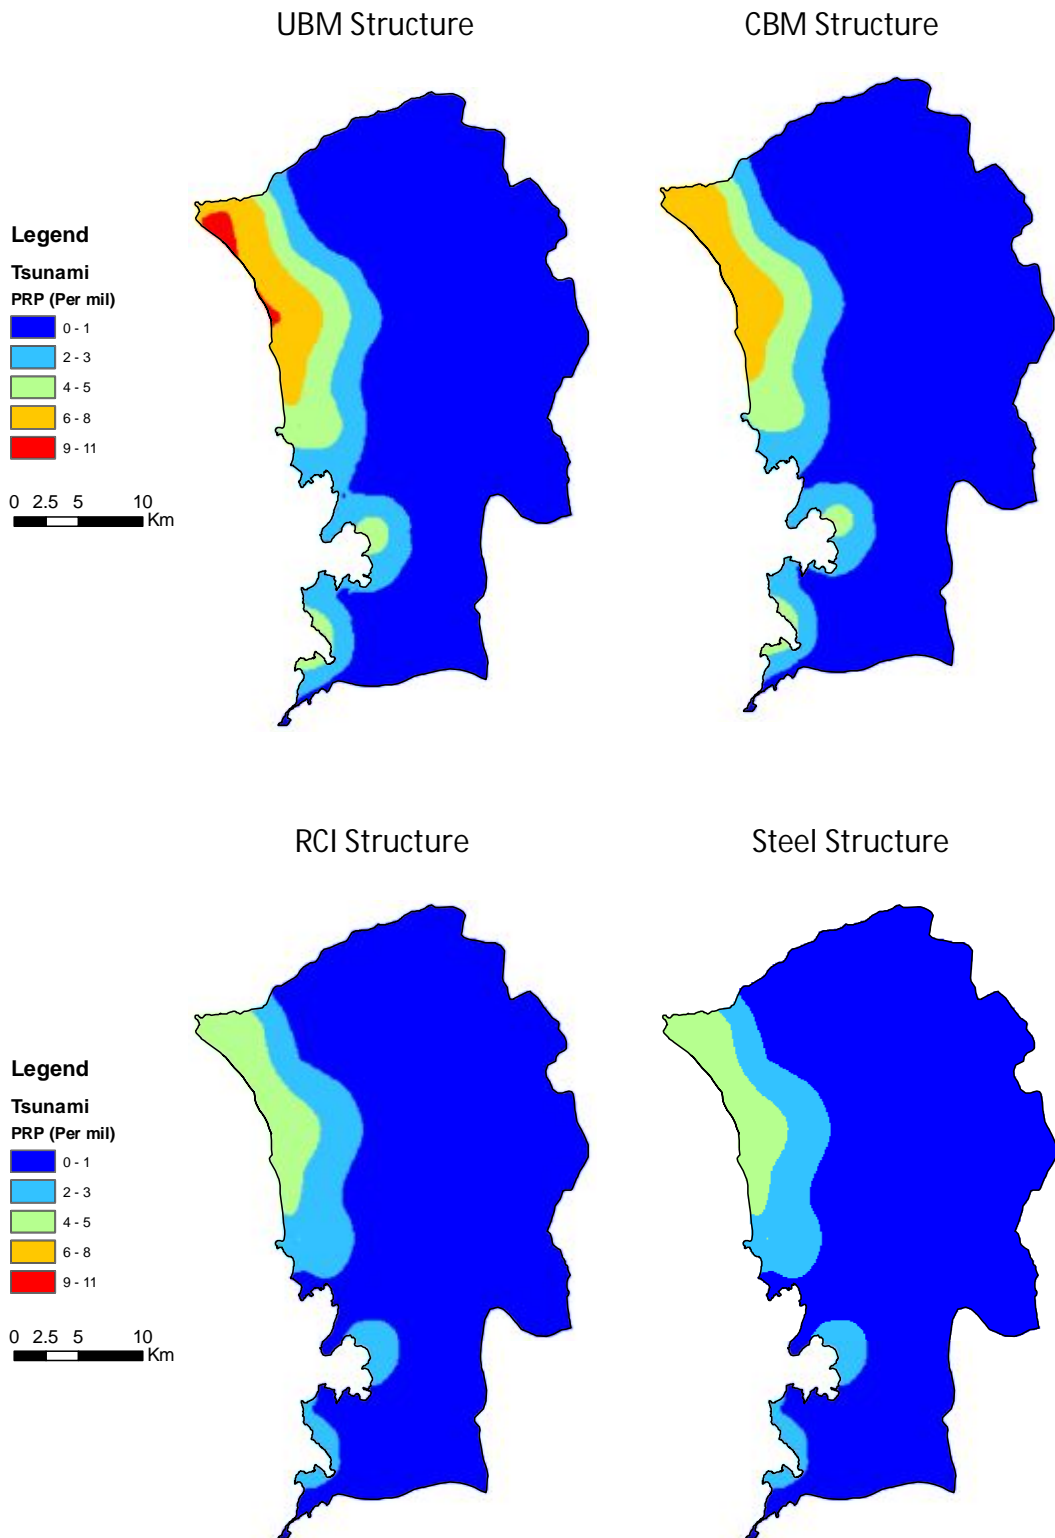 UBM Structure
CBM Structure
Legend
Tsunami
PRP (Per mil)
0 - 1
2 - 3
4 - 5
6 - 8
9 - 11
0 2.5 5 10
Km
RCI Structure
Steel Structure
Legend
Tsunami
PRP (Per mil)
0 - 1
2 - 3
4 - 5
6 - 8
9 - 11
0 2.5 5 10
Km